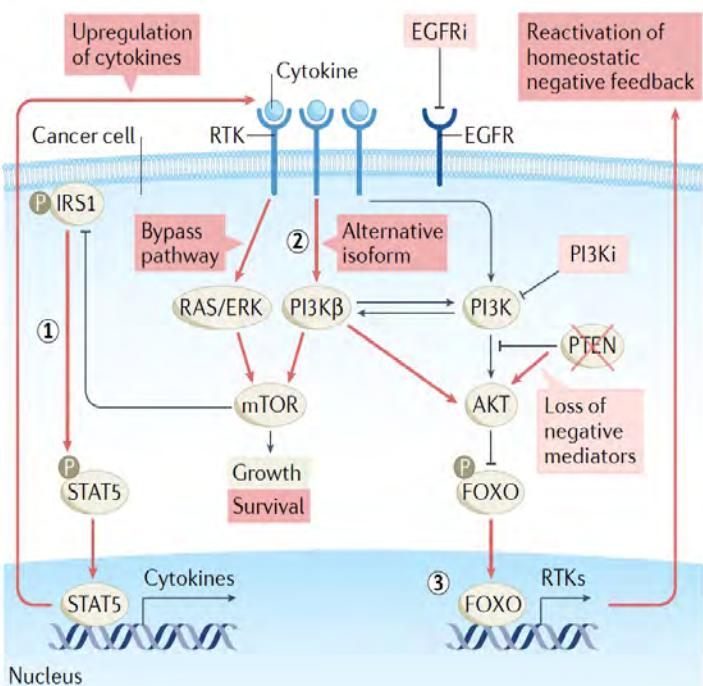 Upregulation
of cytokines
EGFRi
Reactivation of
homeostatic
negative feedback
Cytokine
Cancer cell
RTK
EGFR
P
IRS1
Bypass
pathway
2
Alternative
isoform
PI3Ki
1
RAS/ERK
PI3Kβ
PI3K
PTEN
mTOR
AKT
Loss of
negative
mediators
P
STAT5
Growth
Survival
P
FOXO
STAT5
Cytokines
3
FOXO
RTKs
Nucleus